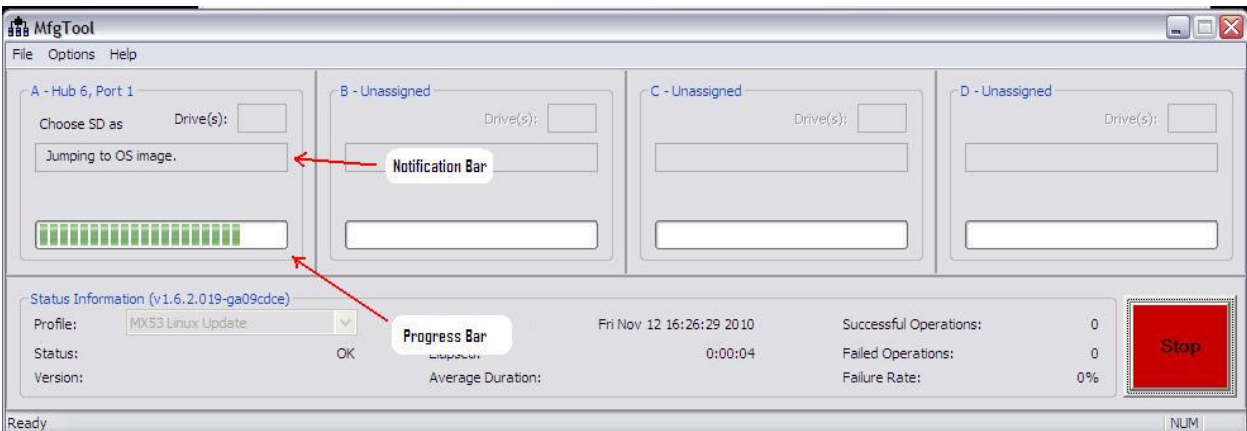 MfgTool
File Options Help
A - Hub 6, Port 1
Choose SD as Drive(s):
Jumping to OS image.
B - Unassigned
Drive(s):
C - Unassigned
Drive(s):
D - Unassigned
Drive(s):
Notification Bar
Status Information (v1.6.2.019-ga09cdce)
Profile: MX53 Linux Update Fri Nov 12 16:26:29 2010 Successful Operations: 0
Progress Bar
Status: OK 0:00:04 Failed Operations: 0
Version: Average Duration: Failure Rate: 0%
Stop
Ready NUM